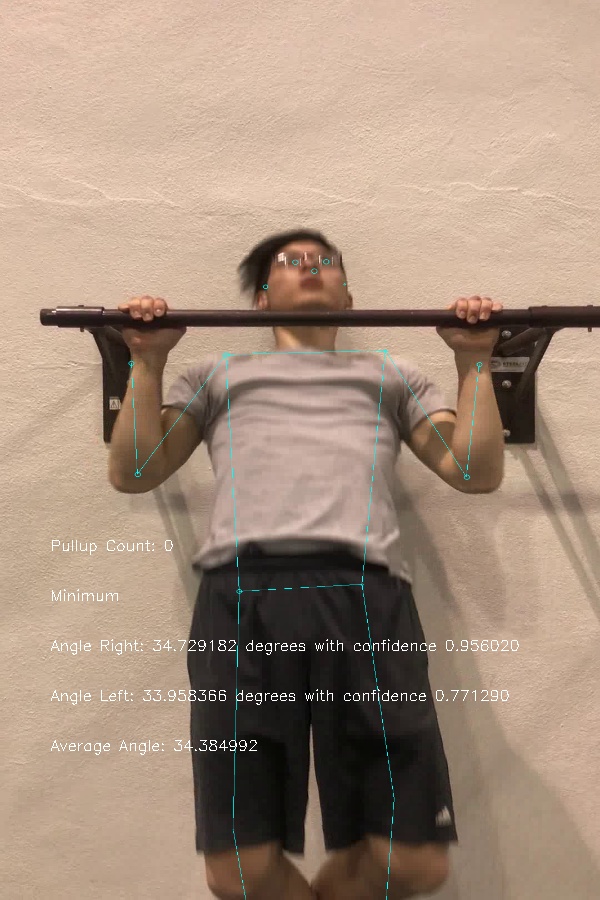 Pullup Count: 0
Minimum
Angle Right: 34.729182 degrees with confidence 0.956020
Angle Left: 33.958366 degrees with confidence 0.771290
Average Angle: 34.384992